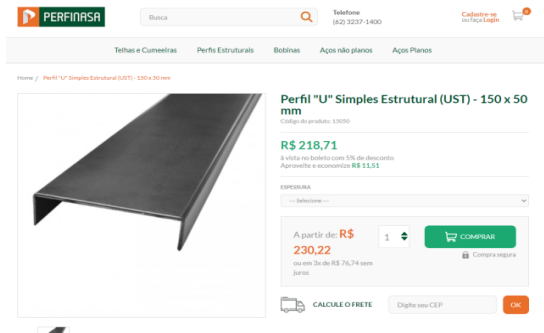 PERFINASA
Busca
Telefone
(62) 3237-1400
Cadastre-se
ou faça Login
0
Telhas e Cumeeiras
Perfis Estruturais
Bobinas
Aços não planos
Aços Planos
Home / Perfil "U" Simples Estrutural (UST) - 150 x 50 mm
Perfil "U" Simples Estrutural (UST) - 150 x 50
mm
Código do produto: 15050
R$ 218,71
à vista no boleto com 5% de desconto
Aproveite e economize R$ 11,51
ESPESSURA
--- Selecione ---
A partir de: R$
230,22
ou em 3x de R$ 76,74 sem
juros
1
COMPRAR
Compra segura
CALCULE O FRETE
Digite seu CEP
OK